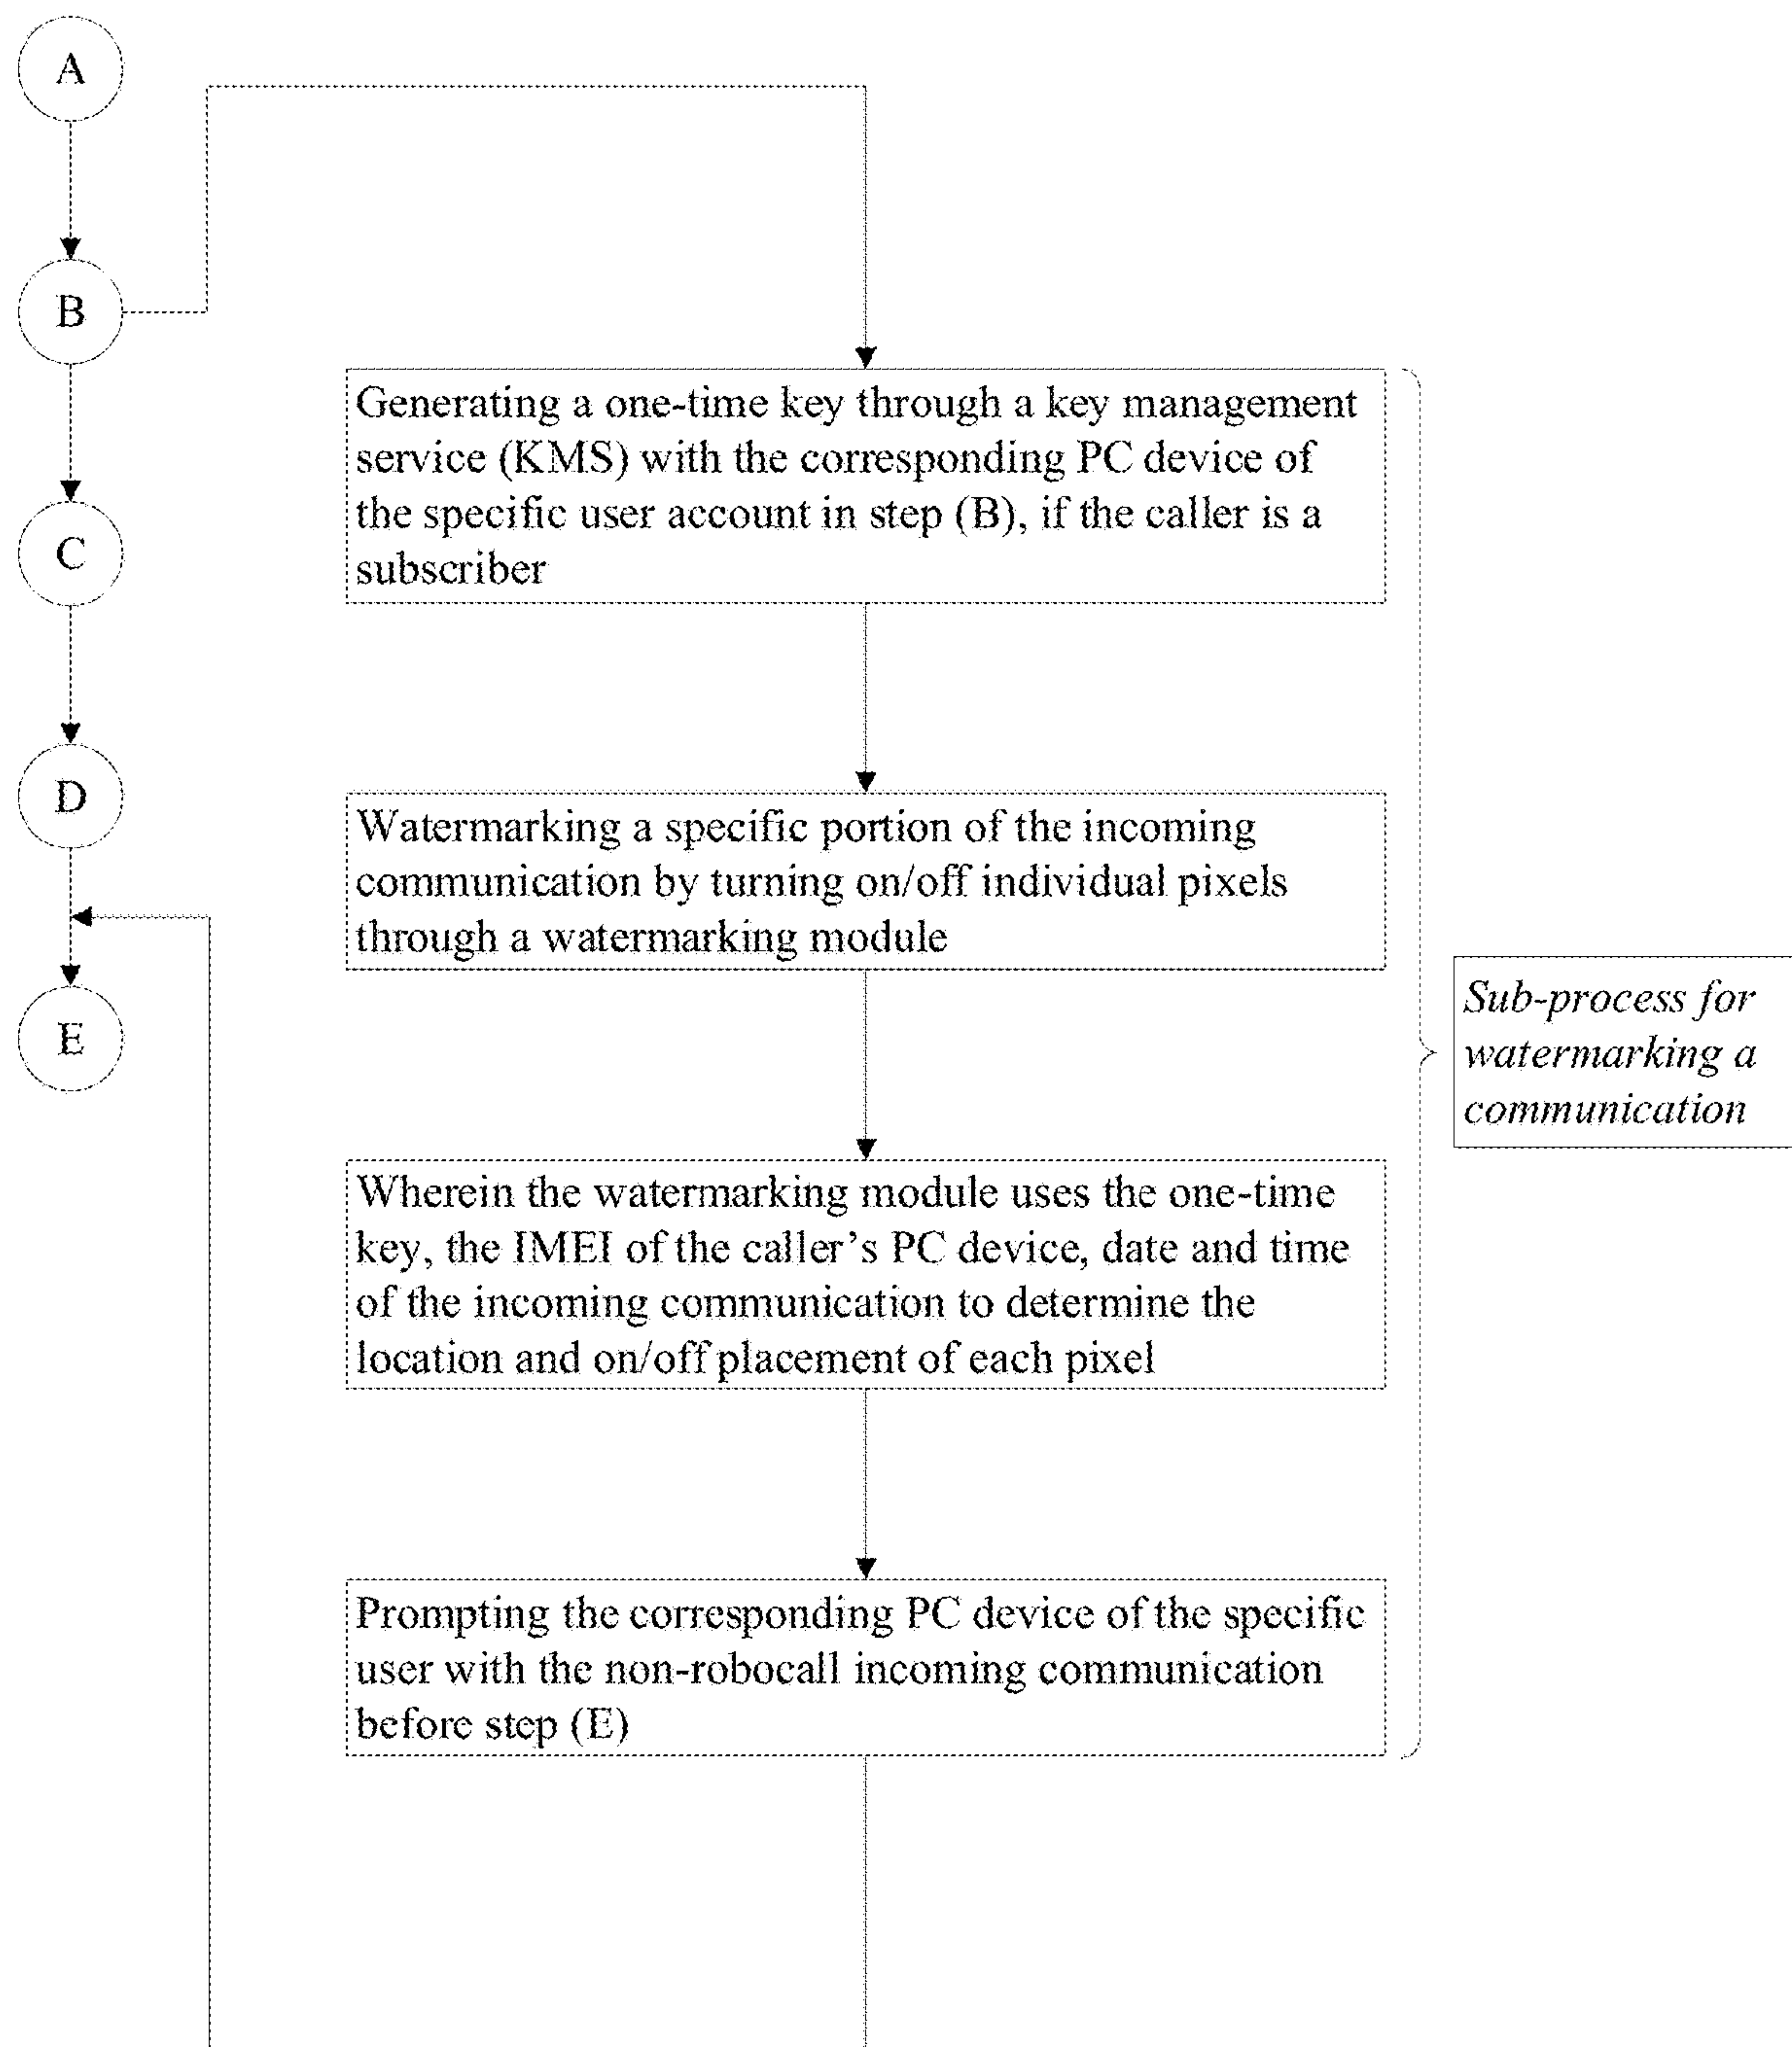 A
B
C
D
E
Generating a one-time key through a key management
service (KMS) with the corresponding PC device of
the specific user account in step (B), if the caller is a
subscriber
Watermarking a specific portion of the incoming
communication by turning on/off individual pixels
through a watermarking module
Wherein the watermarking module uses the one-time
key, the IMEI of the caller’s PC device, date and time
of the incoming communication to determine the
location and on/off placement of each pixel
Prompting the corresponding PC device of the specific
user with the non-robocall incoming communication
before step (E)
Sub-process for
watermarking a
communication